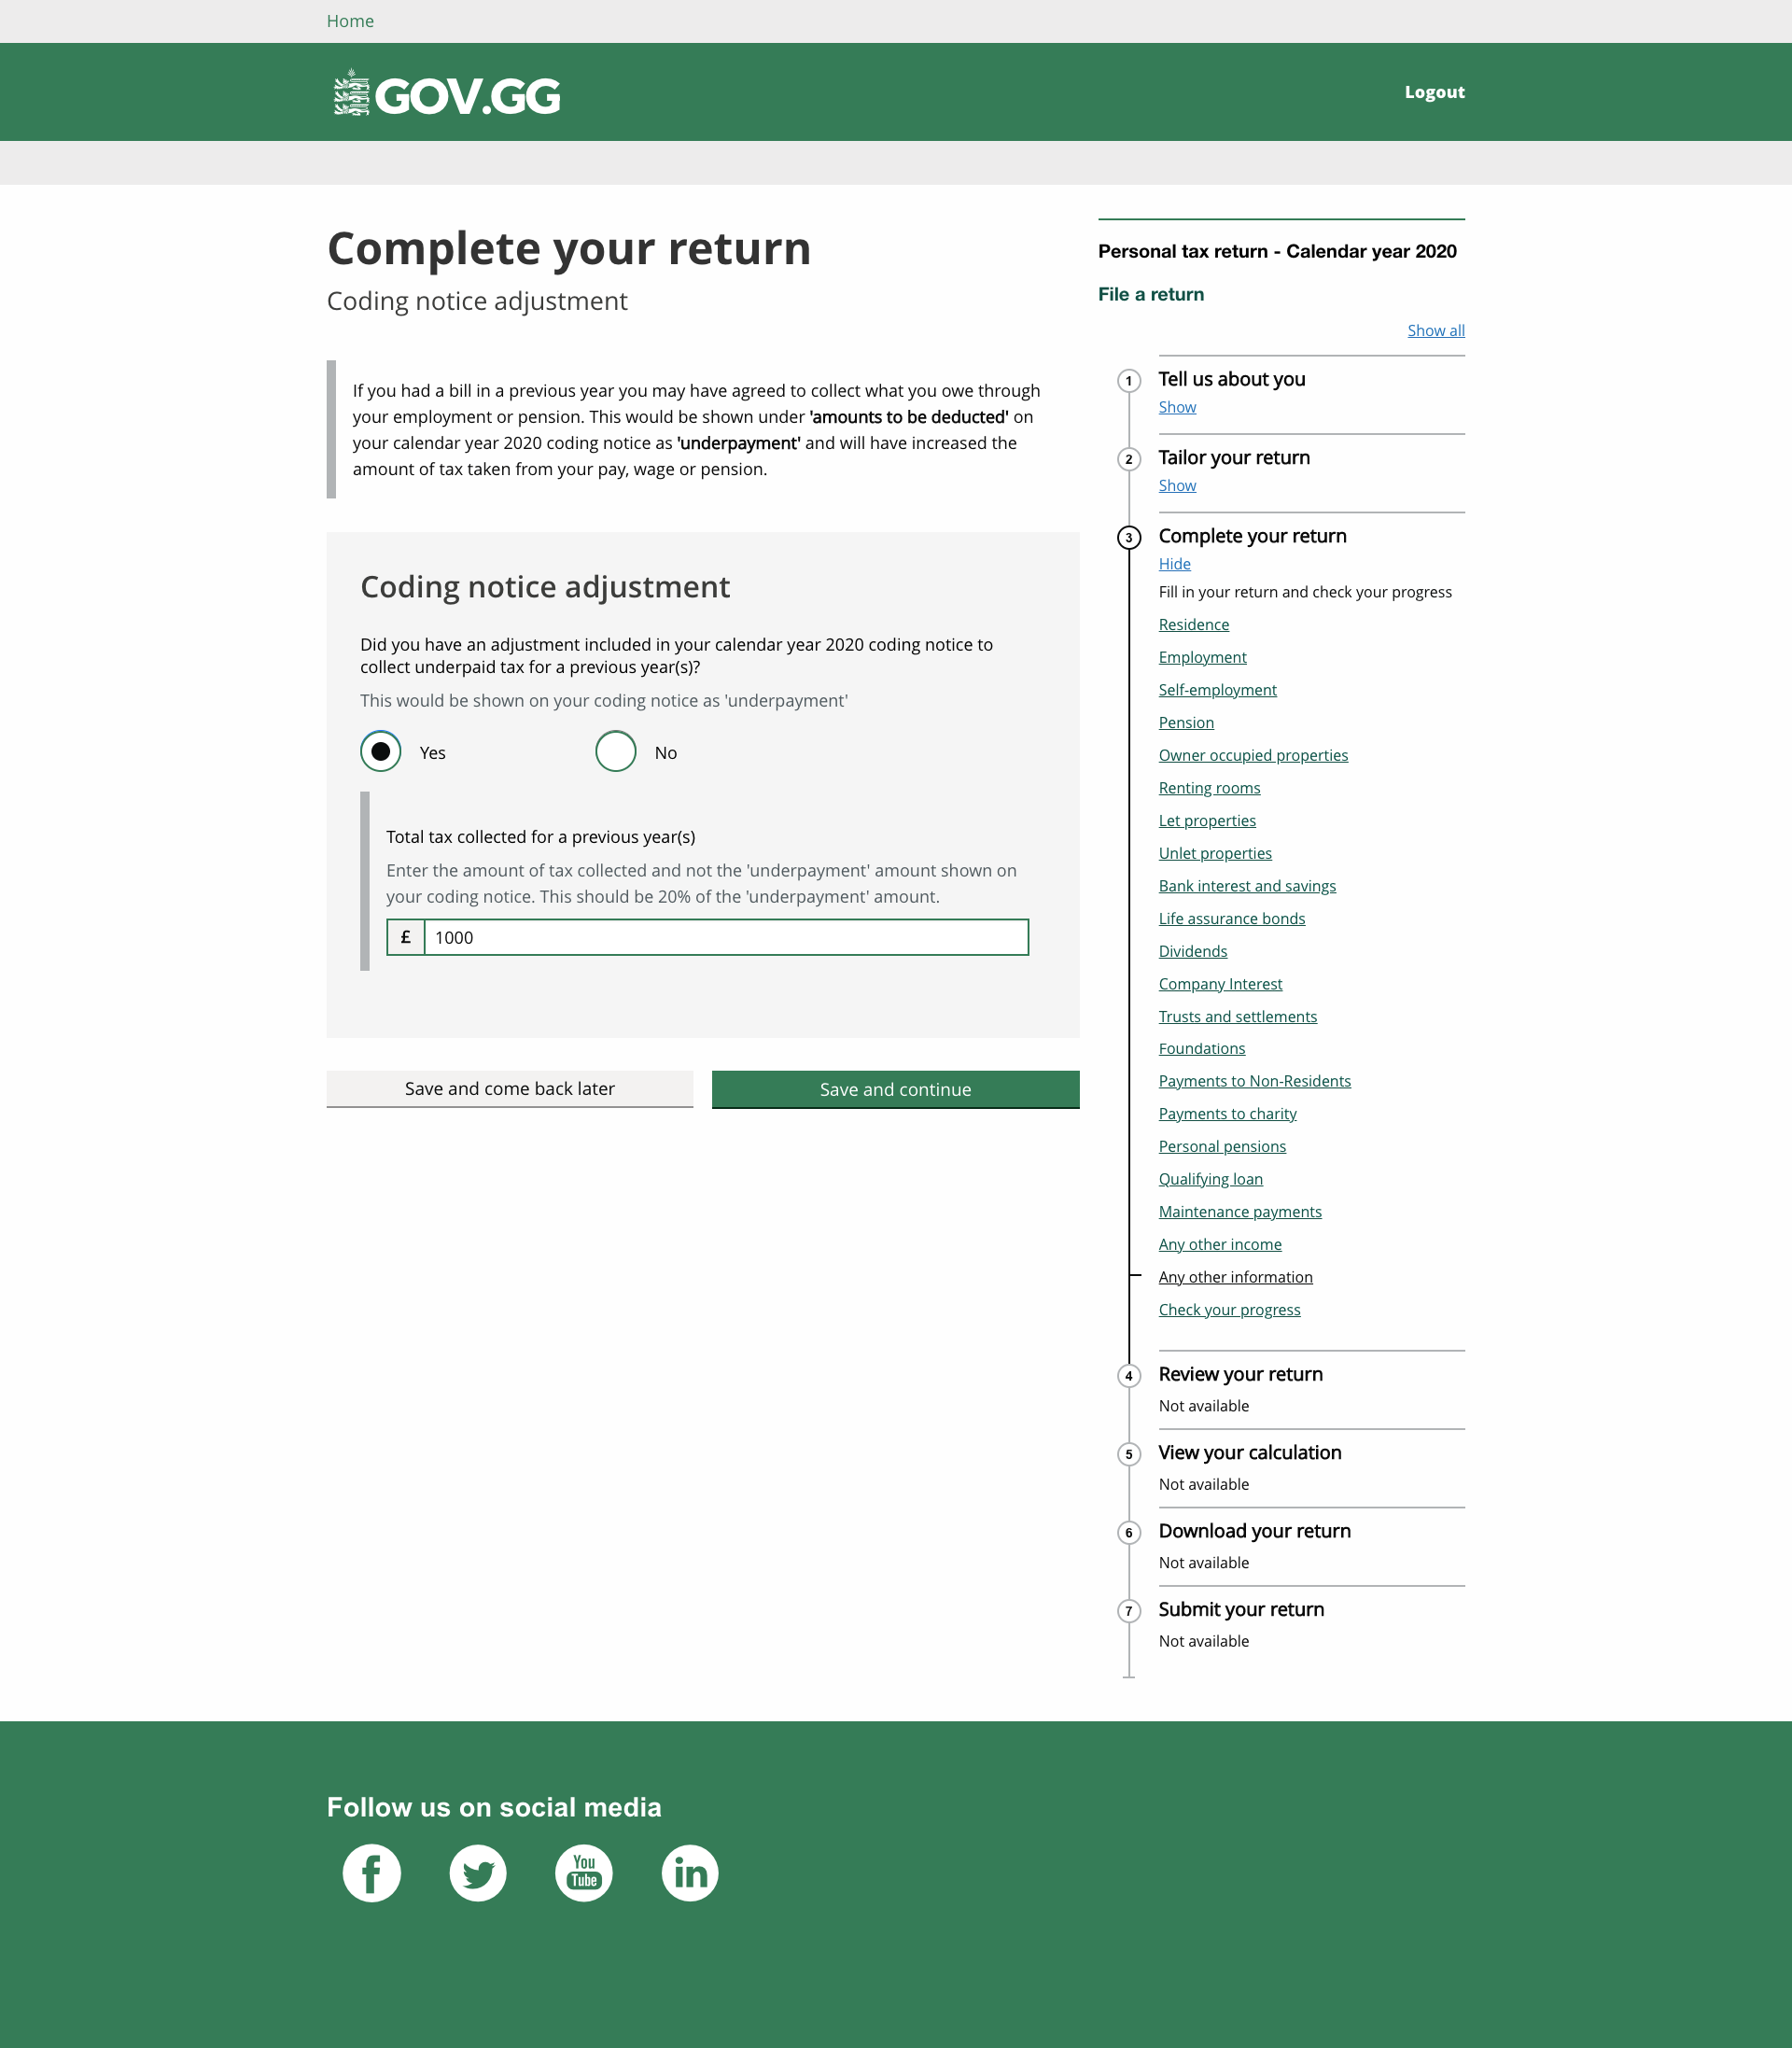 Home
GOV.GG
Logout
Complete your return
Coding notice adjustment
If you had a bill in a previous year you may have agreed to collect what you owe through
your employment or pension. This would be shown under 'amounts to be deducted' on
your calendar year 2020 coding notice as 'underpayment' and will have increased the
amount of tax taken from your pay, wage or pension.
Coding notice adjustment
Did you have an adjustment included in your calendar year 2020 coding notice to
collect underpaid tax for a previous year(s)?
This would be shown on your coding notice as 'underpayment'
Yes
No
Total tax collected for a previous year(s)
Enter the amount of tax collected and not the 'underpayment' amount shown on
your coding notice. This should be 20% of the 'underpayment' amount.
£ 1000
Save and come back later
Save and continue
Personal tax return - Calendar year 2020
File a return
Show all
1 Tell us about you
Show
2 Tailor your return
Show
3 Complete your return
Hide
Fill in your return and check your progress
Residence
Employment
Self-employment
Pension
Owner occupied properties
Renting rooms
Let properties
Unlet properties
Bank interest and savings
Life assurance bonds
Dividends
Company Interest
Trusts and settlements
Foundations
Payments to Non-Residents
Payments to charity
Personal pensions
Qualifying loan
Maintenance payments
Any other income
Any other information
Check your progress
4 Review your return
Not available
5 View your calculation
Not available
6 Download your return
Not available
7 Submit your return
Not available
Follow us on social media
f
You
Tube
in